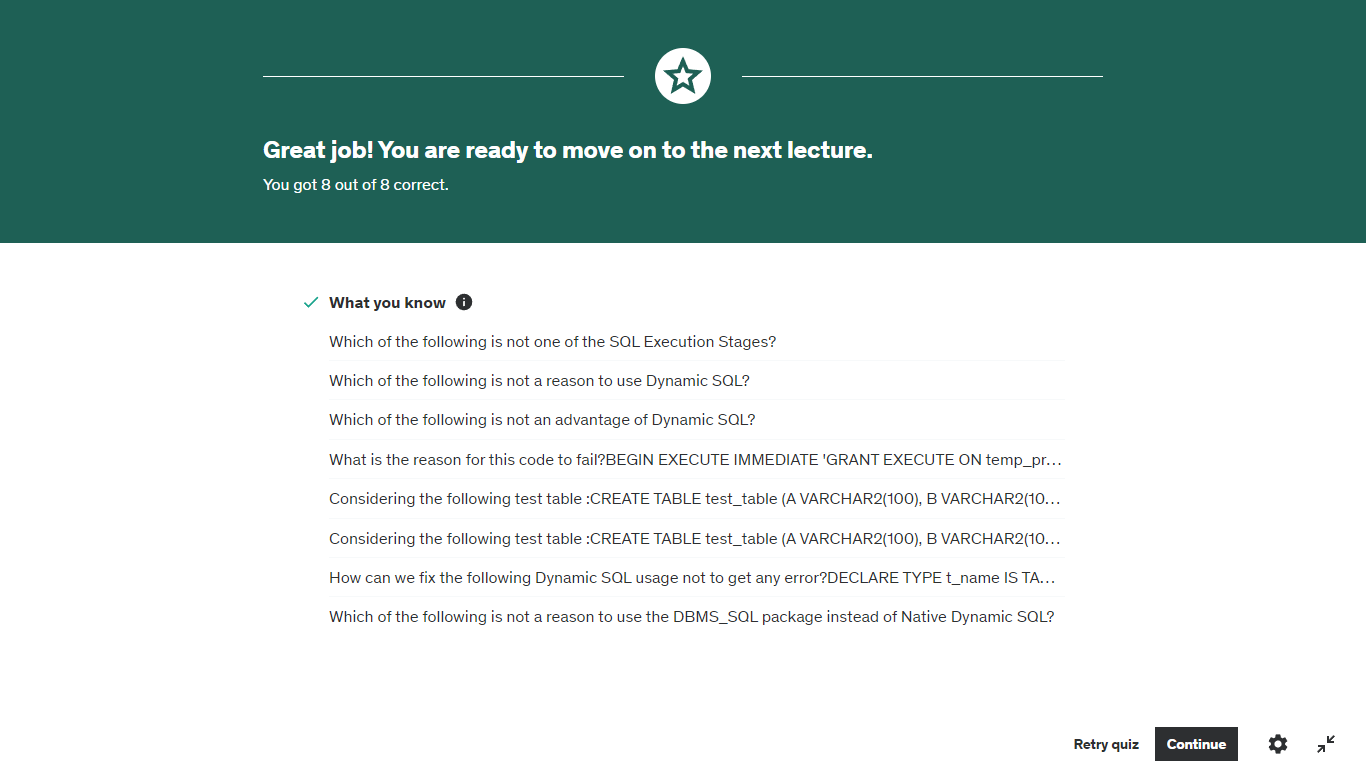 Great job! You are ready to move on to the next lecture.
You got 8 out of 8 correct.
What you know
Which of the following is not one of the SQL Execution Stages?
Which of the following is not a reason to use Dynamic SQL?
Which of the following is not an advantage of Dynamic SQL?
What is the reason for this code to fail?BEGIN EXECUTE IMMEDIATE 'GRANT EXECUTE ON temp_pr...
Considering the following test table :CREATE TABLE test_table (A VARCHAR2(100), B VARCHAR2(10...
Considering the following test table :CREATE TABLE test_table (A VARCHAR2(100), B VARCHAR2(10...
How can we fix the following Dynamic SQL usage not to get any error?DECLARE TYPE t_name IS TA...
Which of the following is not a reason to use the DBMS_SQL package instead of Native Dynamic SQL?
Retry quiz Continue